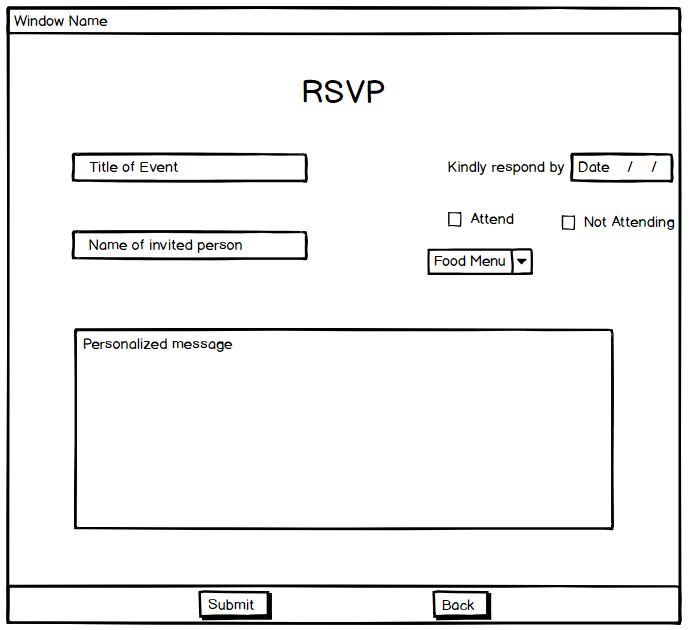 Window Name
RSVP
Title of Event
Kindly respond by Date / /
Attend
Not Attending
Name of invited person
Food Menu
Personalized message
Submit
Back